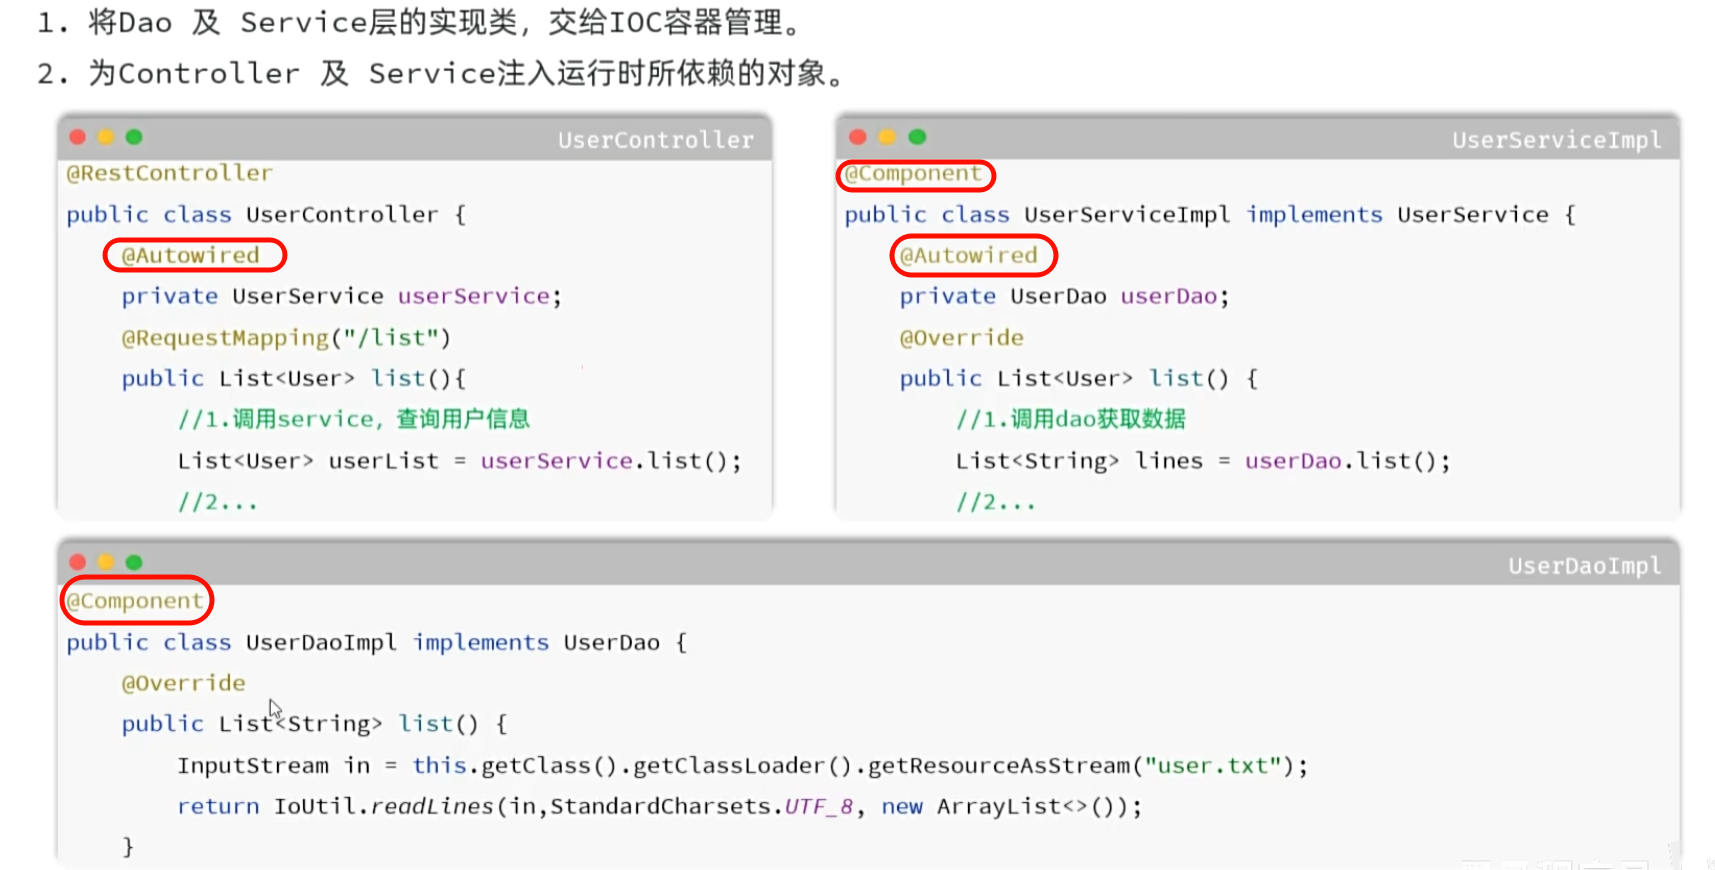 1. 将Dao 及 Service层的实现类，交给IOC容器管理。
2. 为Controller 及 Service注入运行时所依赖的对象。
UserController
@RestController
public class UserController {
@Autowired
private UserService userService;
@RequestMapping("/list")
public List<User> list(){
//1.调用service，查询用户信息
List<User> userList = userService.list();
//2...
UserServiceImpl
@Component
public class UserServiceImpl implements UserService {
@Autowired
private UserDao userDao;
@Override
public List<User> list() {
//1.调用dao获取数据
List<String> lines = userDao.list();
//2...
UserDaoImpl
@Component
public class UserDaoImpl implements UserDao {
@Override
public List<String> list() {
InputStream in = this.getClass().getClassLoader().getResourceAsStream("user.txt");
return IoUtil.readLines(in,StandardCharsets.UTF_8, new ArrayList<>());
}